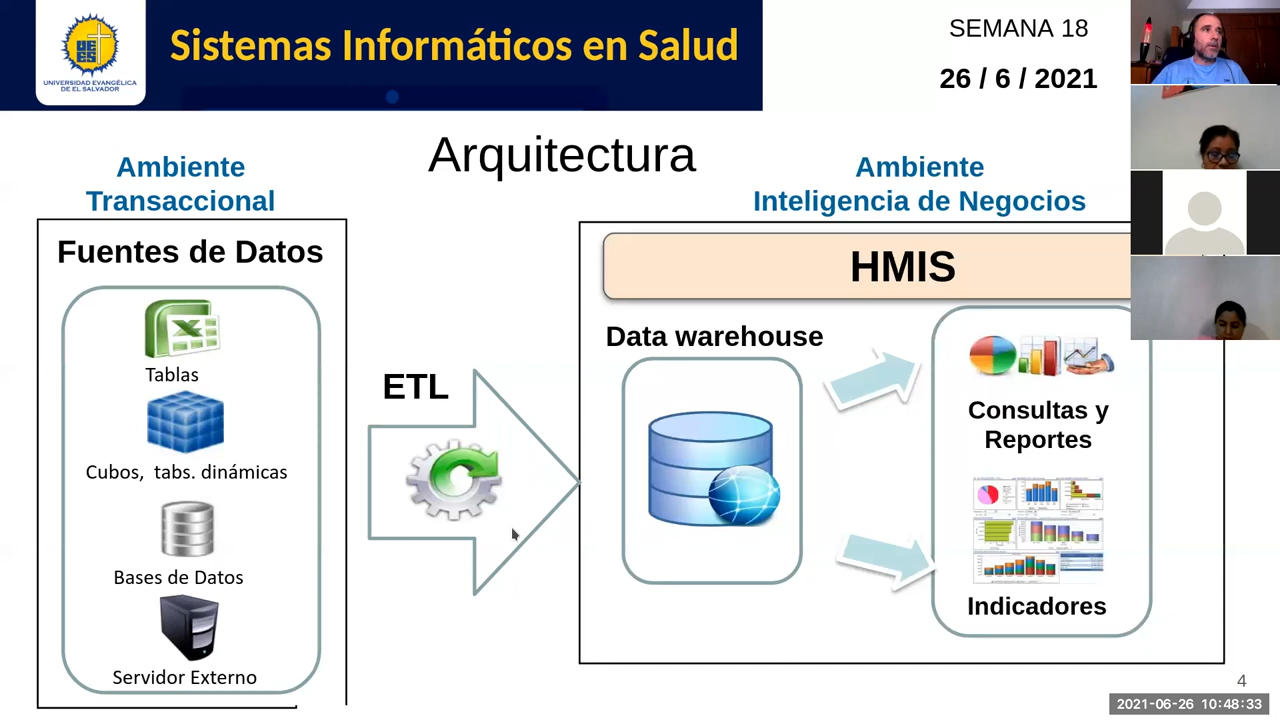 Sistemas Informáticos en Salud
UNIVERSIDAD EVANGÉLICA
DE EL SALVADOR
SEMANA 18
26 / 6 / 2021
Arquitectura
Ambiente
Transaccional
Fuentes de Datos
Tablas
Cubos, tabs. dinámicas
Bases de Datos
Servidor Externo
ETL
Ambiente
Inteligencia de Negocios
HMIS
Data warehouse
Consultas y
Reportes
Indicadores
4
2021-06-26 10:48:33